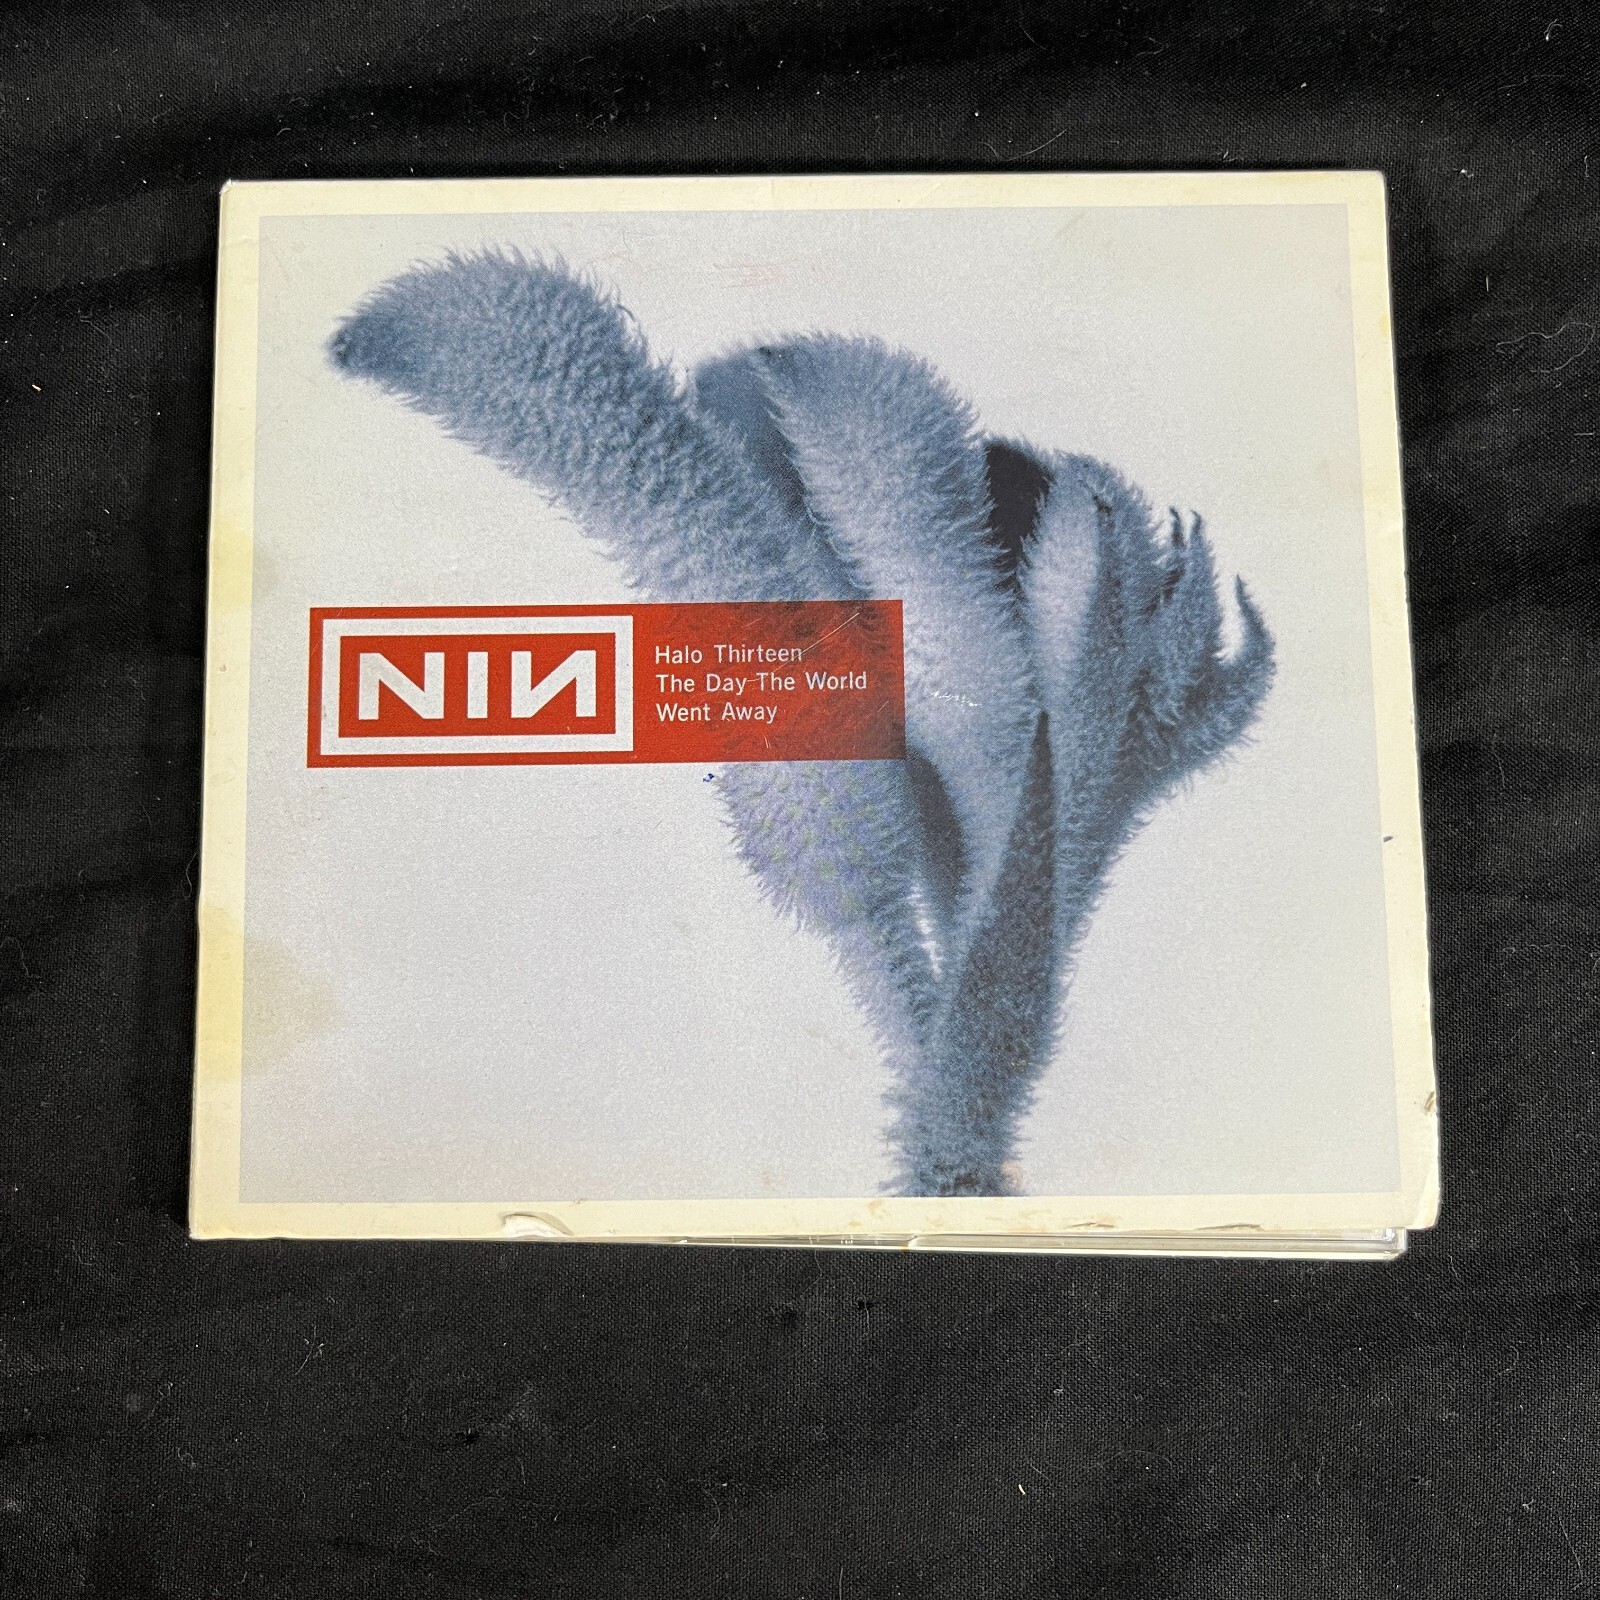 NIN
Halo Thirteen
The Day The World
Went Away